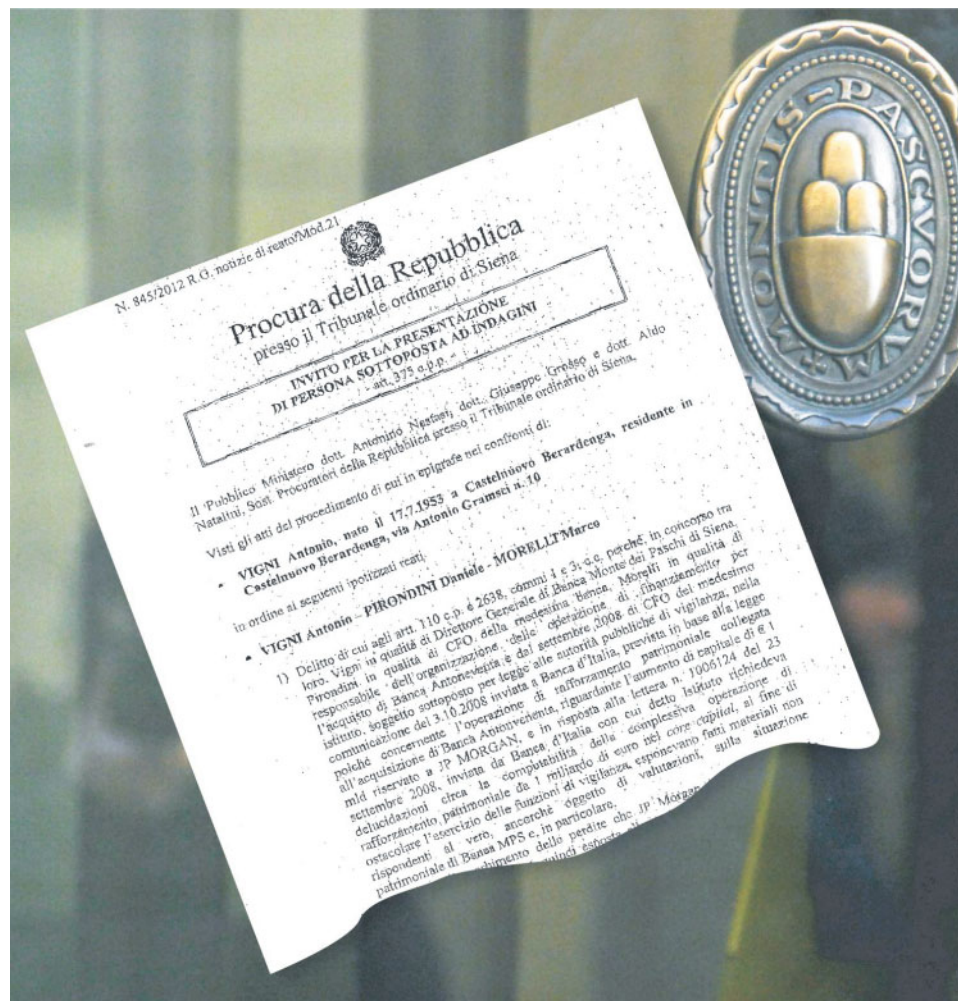 N. 845/2012 R.G. notizie di reato/Mod.21
Procura della Repubblica
presso il Tribunale ordinario di Siena
INVITO PER LA PRESENTAZIONE
DI PERSONA SOTTOPOSTA AD INDAGINI
art. 375 c.p.p.
Il Pubblico Ministero dott. Antonino Nastasi, dott. Giuseppe Grosso e dott. Aldo
Natalini, Sost. Procuratori della Repubblica presso il Tribunale ordinario di Siena,
Visti gli atti del procedimento di cui in epigrafe nei confronti di:
• VIGNI Antonio, nato il 17.7.1953 a Castelnuovo Berardenga, residente in
Castelnuovo Berardenga, via Antonio Gramsci n. 10
in ordine ai seguenti ipotizzati reati
• VIGNI Antonio – PIRONDINI Daniele - MORELLI Marco
1) Delitto di cui agli artt. 110 c.p. e 2638, commi 1 e 3, c.c. perché, in concorso tra
loro, Vigni in qualità di Direttore Generale di Banca Monte dei Paschi di Siena,
Pirondini in qualità di CFO della medesima banca, Morelli in qualità di
responsabile dell'organizzazione delle operazione di finanziamento per
l'acquisto di Banca Antonveneta e dal settembre 2008 di CFO del medesimo
istituto, soggetto sottoposto per legge alle autorità pubbliche di vigilanza, nella
comunicazione del 3.10.2008 inviata a Banca d'Italia, prevista in base alla legge
poiché concernente l'operazione di rafforzamento patrimoniale collegata
all'acquisizione di Banca Antonveneta, riguardante l'aumento di capitale di € 1
mld riservato a JP MORGAN, e in risposta alla lettera n. 1006124 del 23
settembre 2008, inviata da Banca d'Italia con cui detto Istituto richiedeva
delucidazioni circa la computabilità della complessiva operazione di
rafforzamento patrimoniale da 1 miliardo di euro nel core capital, al fine di
ostacolare l'esercizio delle funzioni di vigilanza, esponevano fatti materiali non
rispondenti al vero, ancorché oggetto di valutazioni, sulla situazione
patrimoniale di Banca MPS e, in particolare,
delle perdite che JP Morgan
quindi esposta
MONTIS-PASCVORVM